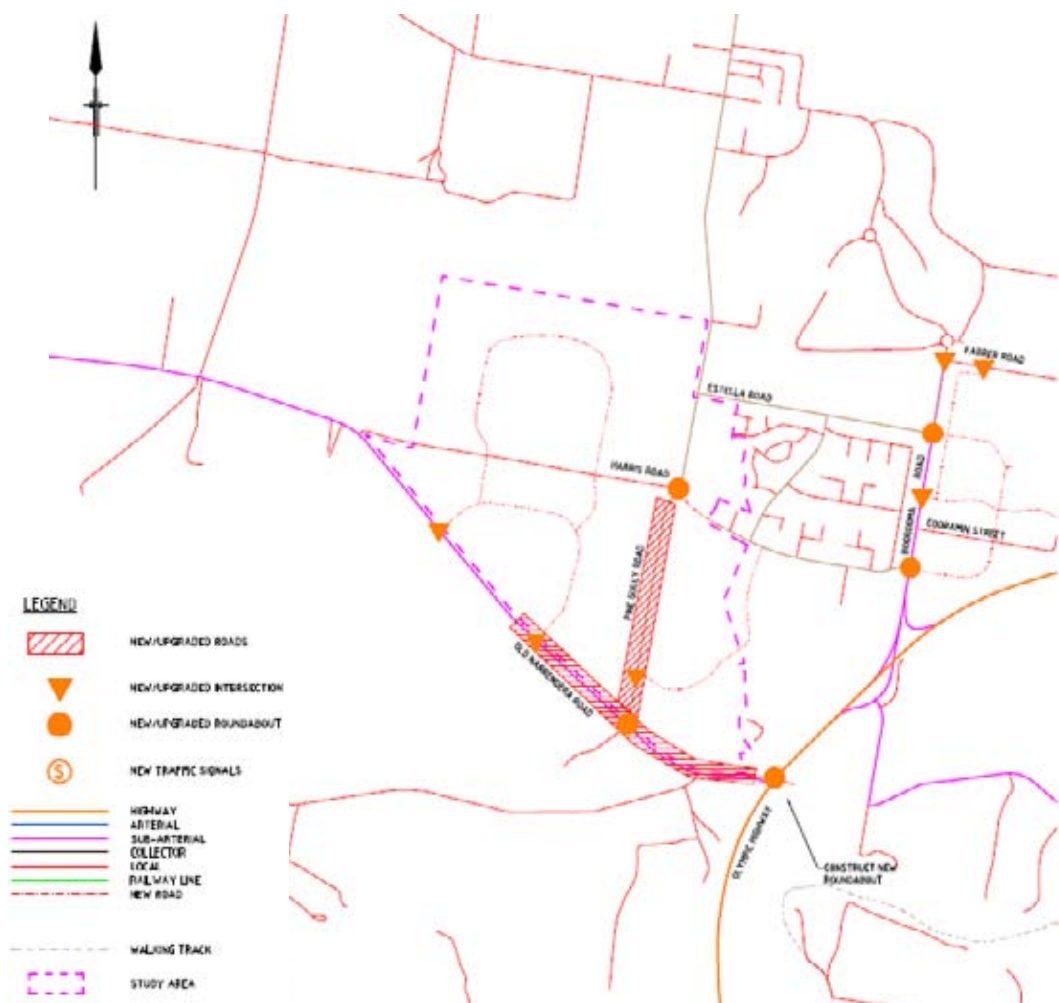 FARRER ROAD
ESTELLA ROAD
HARRIS ROAD
ROAD
BOOROOMA
COORAMIN STREET
PINE GULLY ROAD
OLD NARRENDERA ROAD
OLYMPIC HIGHWAY
CONSTRUCT NEW
ROUNDABOUT
LEGEND
NEW/UPGRADED ROADS
NEW/UPGRADED INTERSECTION
NEW/UPGRADED ROUNDABOUT
S
NEW TRAFFIC SIGNALS
HIGHWAY
ARTERIAL
SUB-ARTERIAL
COLLECTOR
LOCAL
RAILWAY LINE
NEW ROAD
WALKING TRACK
STUDY AREA